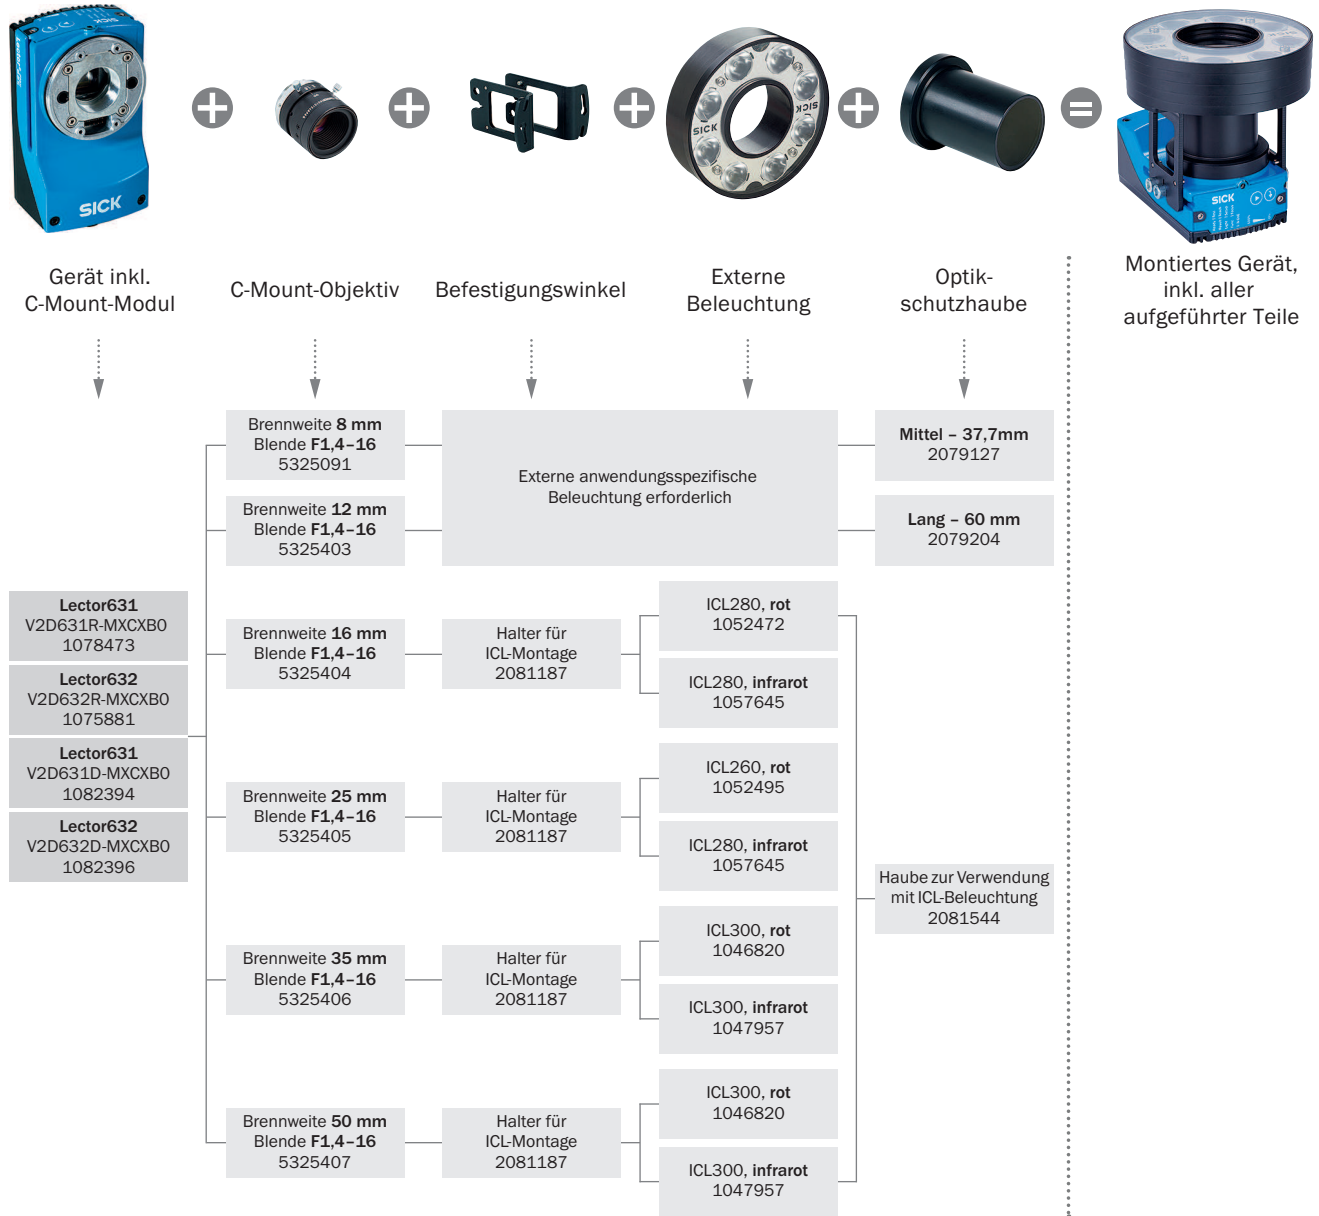 SICK
Lector63x
SICK
SICK
SICK
SICK
Gerät inkl.
C-Mount-Modul
C-Mount-Objektiv
Befestigungswinkel
Externe
Beleuchtung
Optik-
schutzhaube
Montiertes Gerät,
inkl. aller
aufgeführter Teile
Brennweite 8 mm
Blende F1,4–16
5325091
Externe anwendungsspezifische
Beleuchtung erforderlich
Mittel – 37,7mm
2079127
Brennweite 12 mm
Blende F1,4–16
5325403
Lang – 60 mm
2079204
Lector631
V2D631R-MXCXB0
1078473
Lector632
V2D632R-MXCXB0
1075881
Lector631
V2D631D-MXCXB0
1082394
Lector632
V2D632D-MXCXB0
1082396
Brennweite 16 mm
Blende F1,4–16
5325404
Halter für
ICL-Montage
2081187
ICL280, rot
1052472
ICL280, infrarot
1057645
Brennweite 25 mm
Blende F1,4–16
5325405
Halter für
ICL-Montage
2081187
ICL260, rot
1052495
ICL280, infrarot
1057645
Haube zur Verwendung
mit ICL-Beleuchtung
2081544
Brennweite 35 mm
Blende F1,4–16
5325406
Halter für
ICL-Montage
2081187
ICL300, rot
1046820
ICL300, infrarot
1047957
Brennweite 50 mm
Blende F1,4–16
5325407
Halter für
ICL-Montage
2081187
ICL300, rot
1046820
ICL300, infrarot
1047957